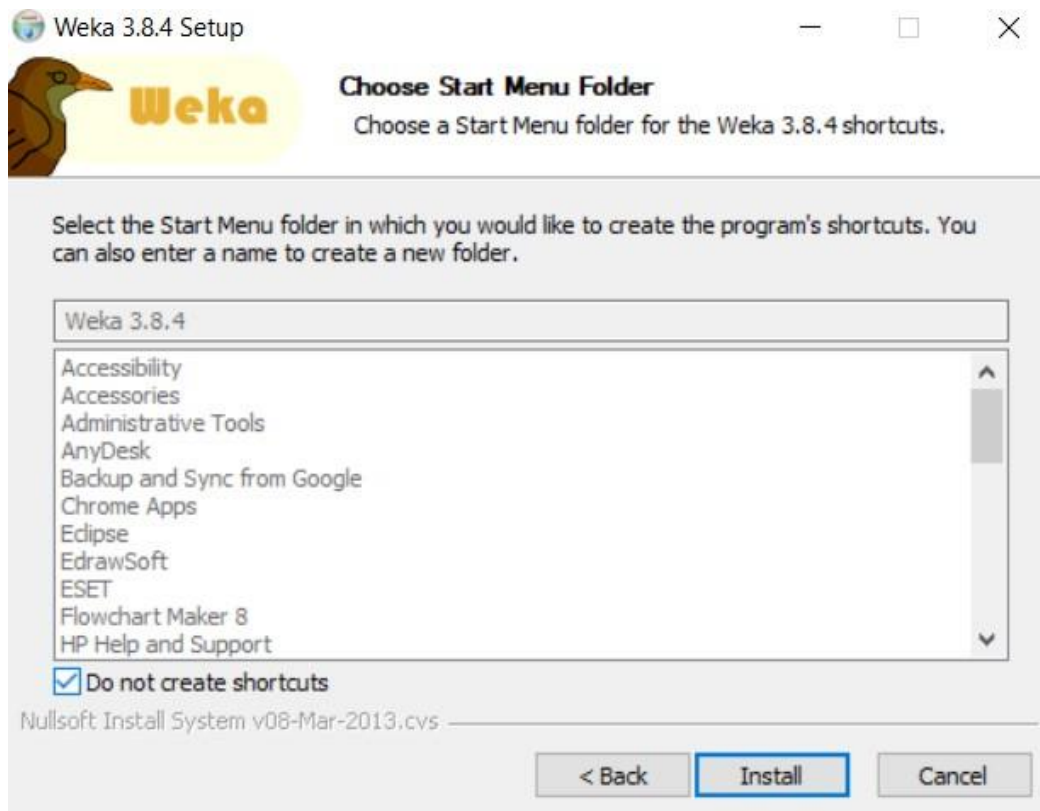 Weka 3.8.4 Setup
Weka
Choose Start Menu Folder
Choose a Start Menu folder for the Weka 3.8.4 shortcuts.
Select the Start Menu folder in which you would like to create the program's shortcuts. You
can also enter a name to create a new folder.
Weka 3.8.4
Accessibility
Accessories
Administrative Tools
AnyDesk
Backup and Sync from Google
Chrome Apps
Eclipse
EdrawSoft
ESET
Flowchart Maker 8
HP Help and Support
Do not create shortcuts
Nullsoft Install System v08-Mar-2013.cvs
< Back Install Cancel